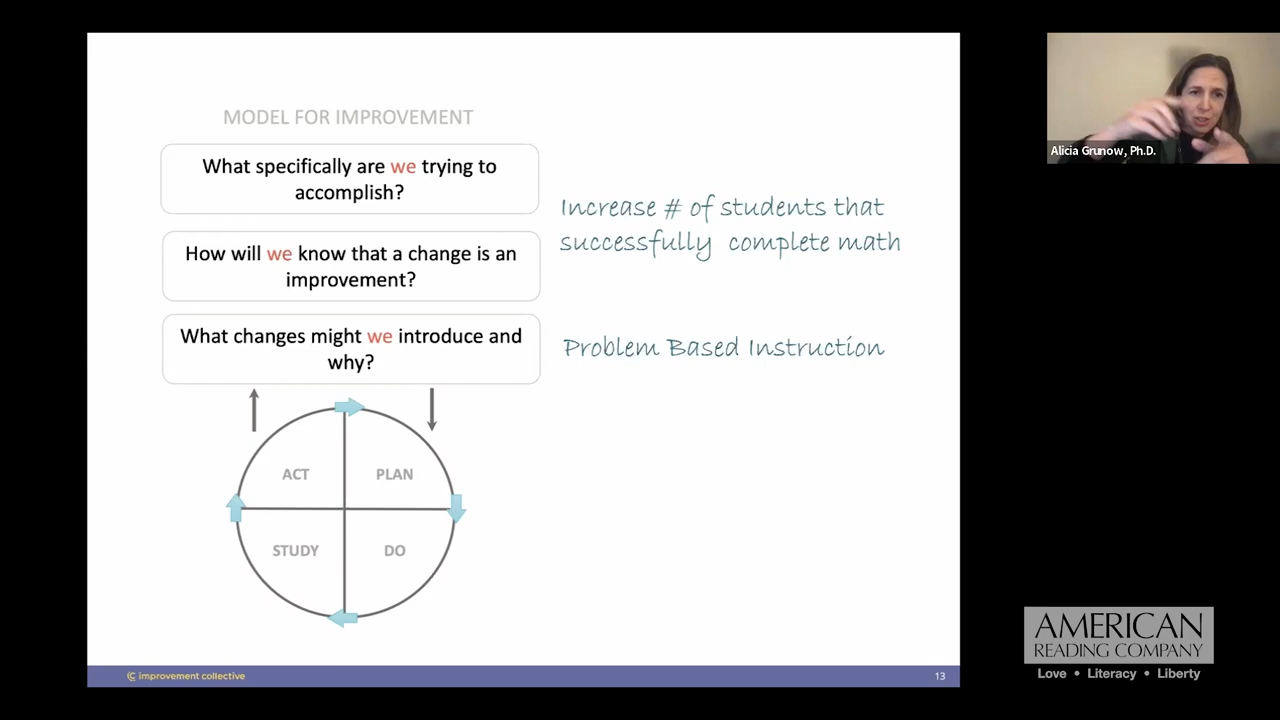 MODEL FOR IMPROVEMENT
What specifically are we trying to
accomplish?
Increase # of students that
successfully complete math
How will we know that a change is an
improvement?
What changes might we introduce and
why?
Problem Based Instruction
ACT
PLAN
STUDY
DO
improvement collective
13
Alicia Grunow, Ph.D.
AMERICAN
READING COMPANY
Love • Literacy • Liberty